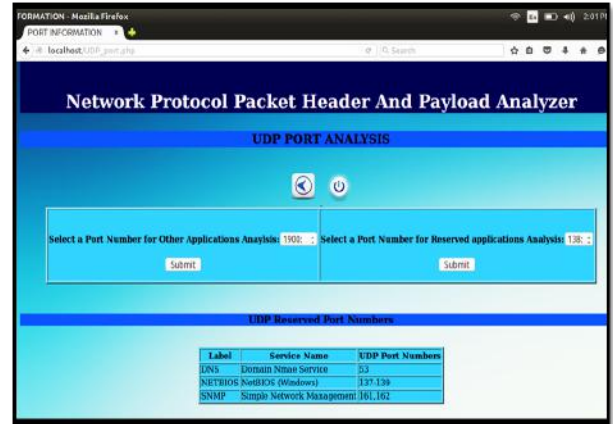 FORMATION - Mozilla Firefox
En 2:01 P
PORT INFORMATION ×
localhost/UDP_port.php
Search
Network Protocol Packet Header And Payload Analyzer
UDP PORT ANALYSIS
Select a Port Number for Other Applications Anayisis: 1900:
Submit
Select a Port Number for Reserved applications Analysis: 138:
Submit
UDP Reserved Port Numbers
Label Service Name UDP Port Numbers
DNS Domain Nmae Service 53
NETBIOS NetBIOS (Windows) 137-139
SNMP Simple Network Maxagement 161,162